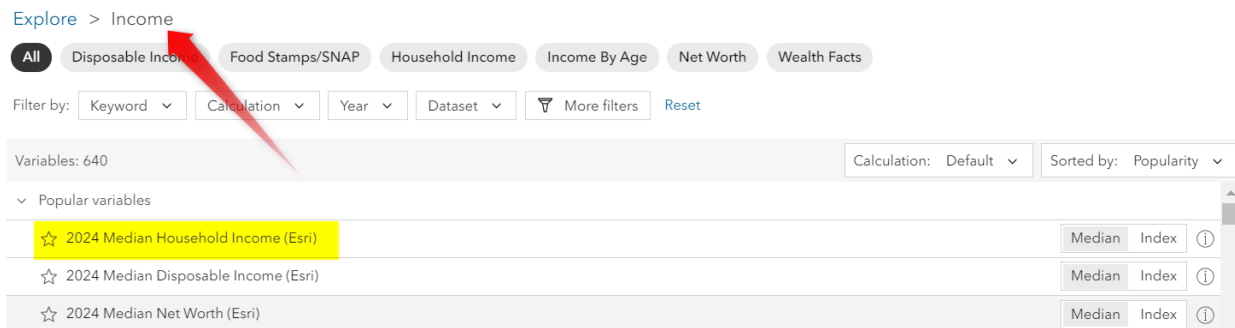 Explore > Income
All Disposable Income Food Stamps/SNAP Household Income Income By Age Net Worth Wealth Facts
Filter by: Keyword Calculation Year Dataset More filters Reset
Variables: 640 Calculation: Default Sorted by: Popularity
Popular variables
2024 Median Household Income (Esri) Median Index
2024 Median Disposable Income (Esri) Median Index
2024 Median Net Worth (Esri) Median Index